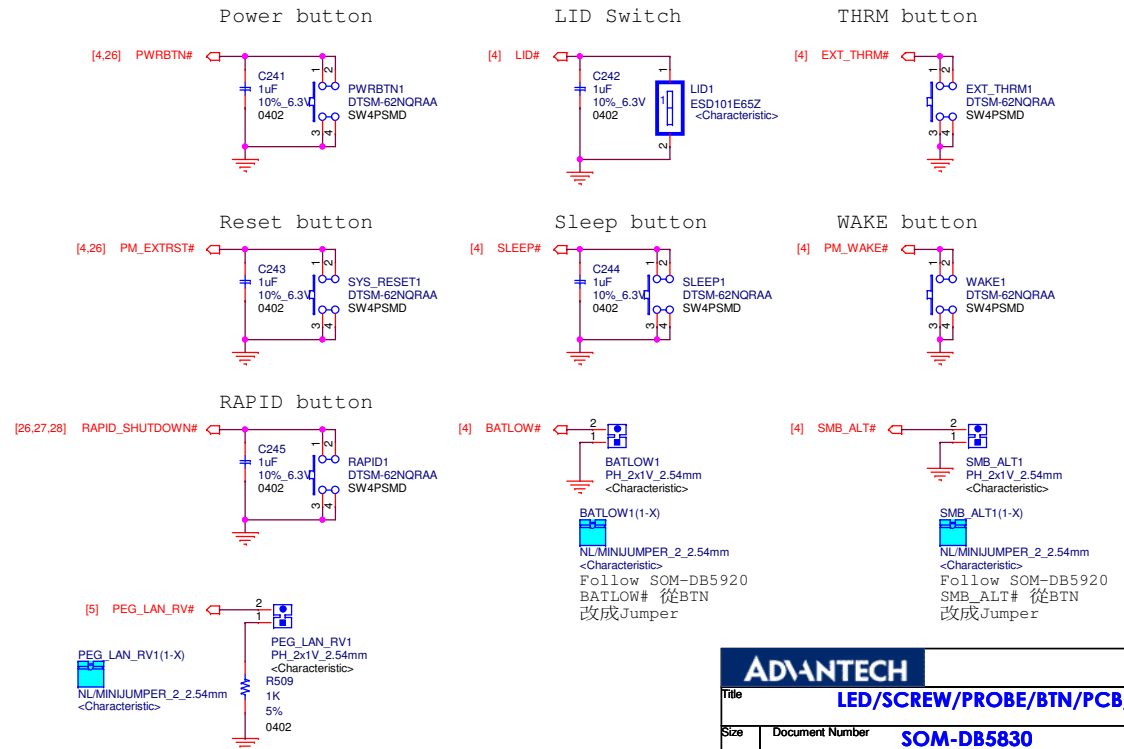 Power button
[4,26] PWRBTN#
C241
1uF
10%_6.3V
0402
1
2
3
4
PWRBTN1
DTSM-62NQRAA
SW4PSMD
LID Switch
[4] LID#
C242
1uF
10%_6.3V
0402
1
1
2
LID1
ESD101E65Z
<Characteristic>
THRM button
[4] EXT_THRM#
1
2
3
4
EXT_THRM1
DTSM-62NQRAA
SW4PSMD
Reset button
[4,26] PM_EXTRST#
C243
1uF
10%_6.3V
0402
1
2
3
4
SYS_RESET1
DTSM-62NQRAA
SW4PSMD
Sleep button
[4] SLEEP#
C244
1uF
10%_6.3V
0402
1
2
3
4
SLEEP1
DTSM-62NQRAA
SW4PSMD
WAKE button
[4] PM_WAKE#
1
2
3
4
WAKE1
DTSM-62NQRAA
SW4PSMD
RAPID button
[26,27,28] RAPID_SHUTDOWN#
C245
1uF
10%_6.3V
0402
1
2
3
4
RAPID1
DTSM-62NQRAA
SW4PSMD
[4] BATLOW#
2
1
BATLOW1
PH_2x1V_2.54mm
<Characteristic>
BATLOW1(1-X)
NL/MINIJUMPER_2_2.54mm
<Characteristic>
Follow SOM-DB5920
BATLOW# 從BTN
改成Jumper
[4] SMB_ALT#
2
1
SMB_ALT1
PH_2x1V_2.54mm
<Characteristic>
SMB_ALT1(1-X)
NL/MINIJUMPER_2_2.54mm
<Characteristic>
Follow SOM-DB5920
SMB_ALT# 從BTN
改成Jumper
[5] PEG_LAN_RV#
2
1
PEG_LAN_RV1
PH_2x1V_2.54mm
<Characteristic>
R509
1K
5%
0402
PEG_LAN_RV1(1-X)
NL/MINIJUMPER_2_2.54mm
<Characteristic>
ADVANTECH
Title
LED/SCREW/PROBE/BTN/PCB/
Size
Document Number
SOM-DB5830